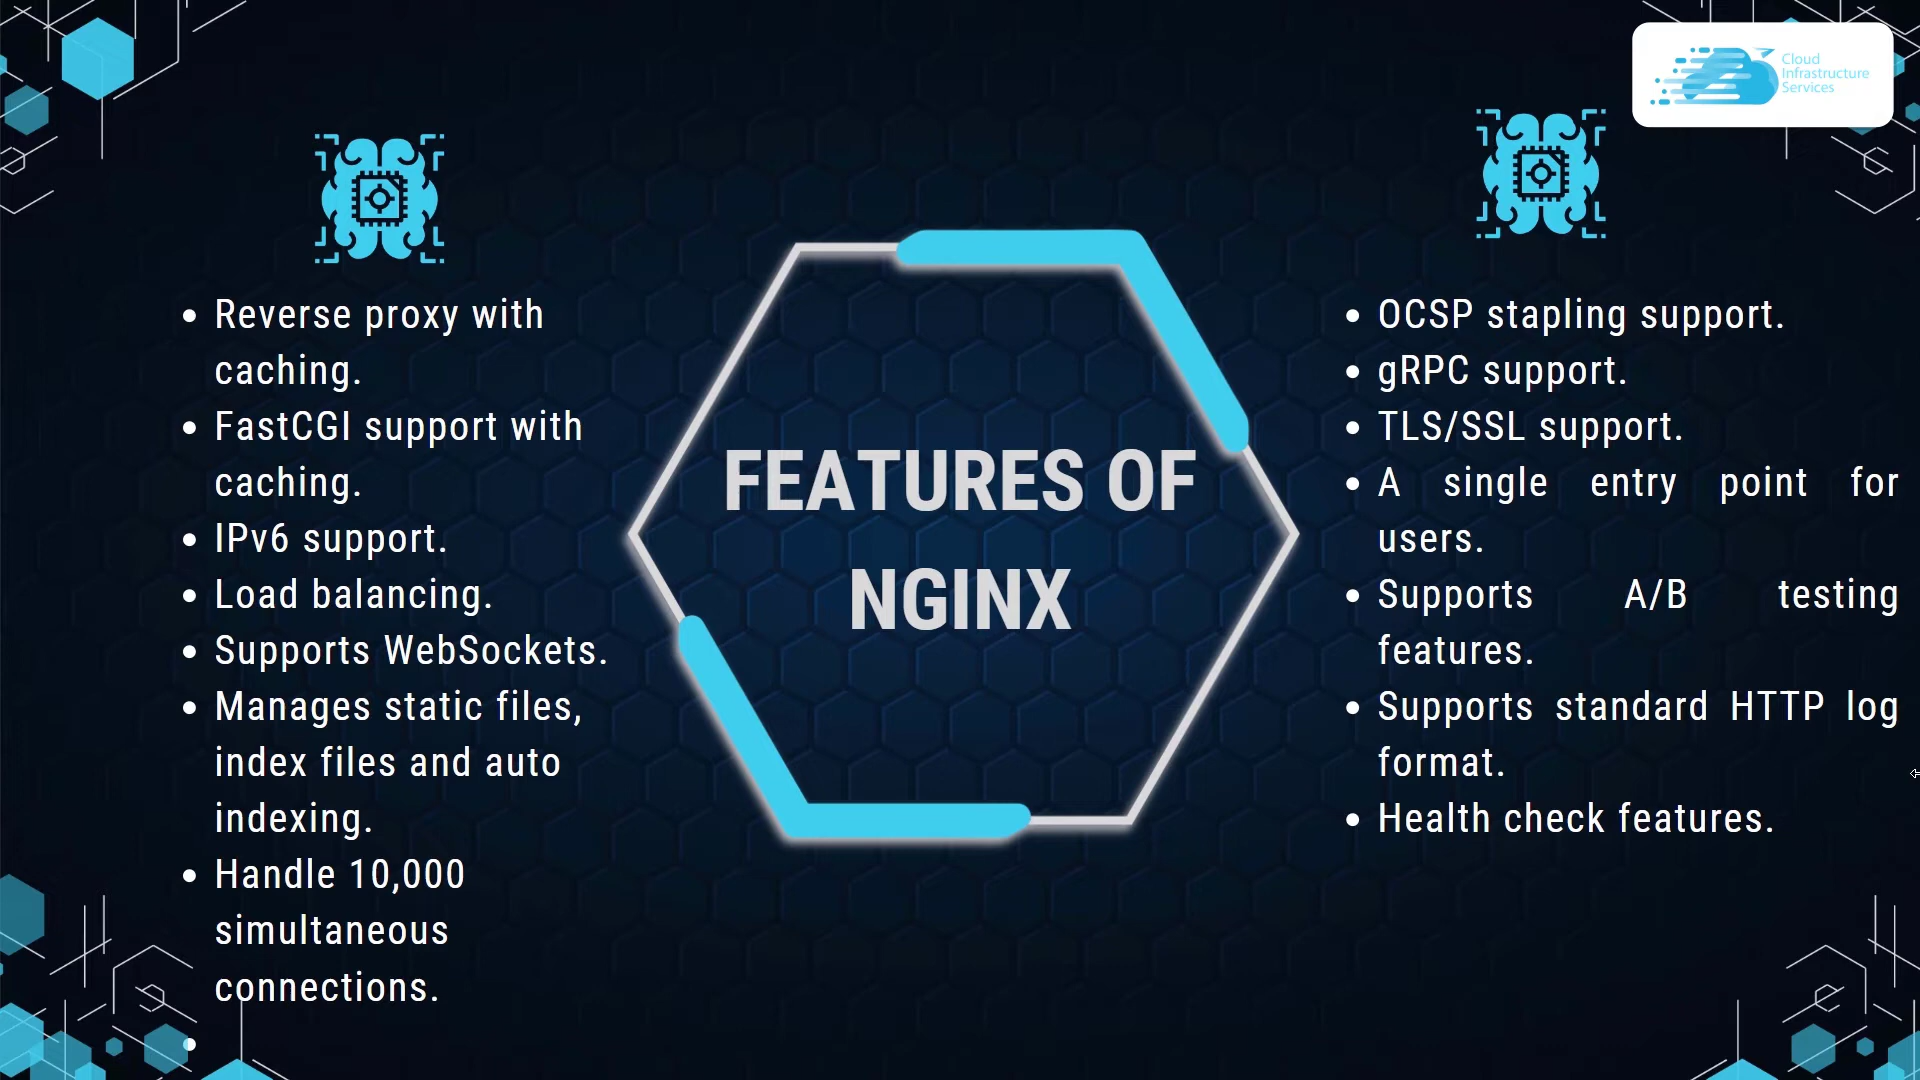 Cloud
Infrastructure
Services
• Reverse proxy with
caching.
• FastCGI support with
caching.
• IPv6 support.
• Load balancing.
• Supports WebSockets.
• Manages static files,
index files and auto
indexing.
• Handle 10,000
simultaneous
connections.
•
FEATURES OF
NGINX
• OCSP stapling support.
• gRPC support.
• TLS/SSL support.
• A single entry point for
users.
• Supports A/B testing
features.
• Supports standard HTTP log
format.
• Health check features.